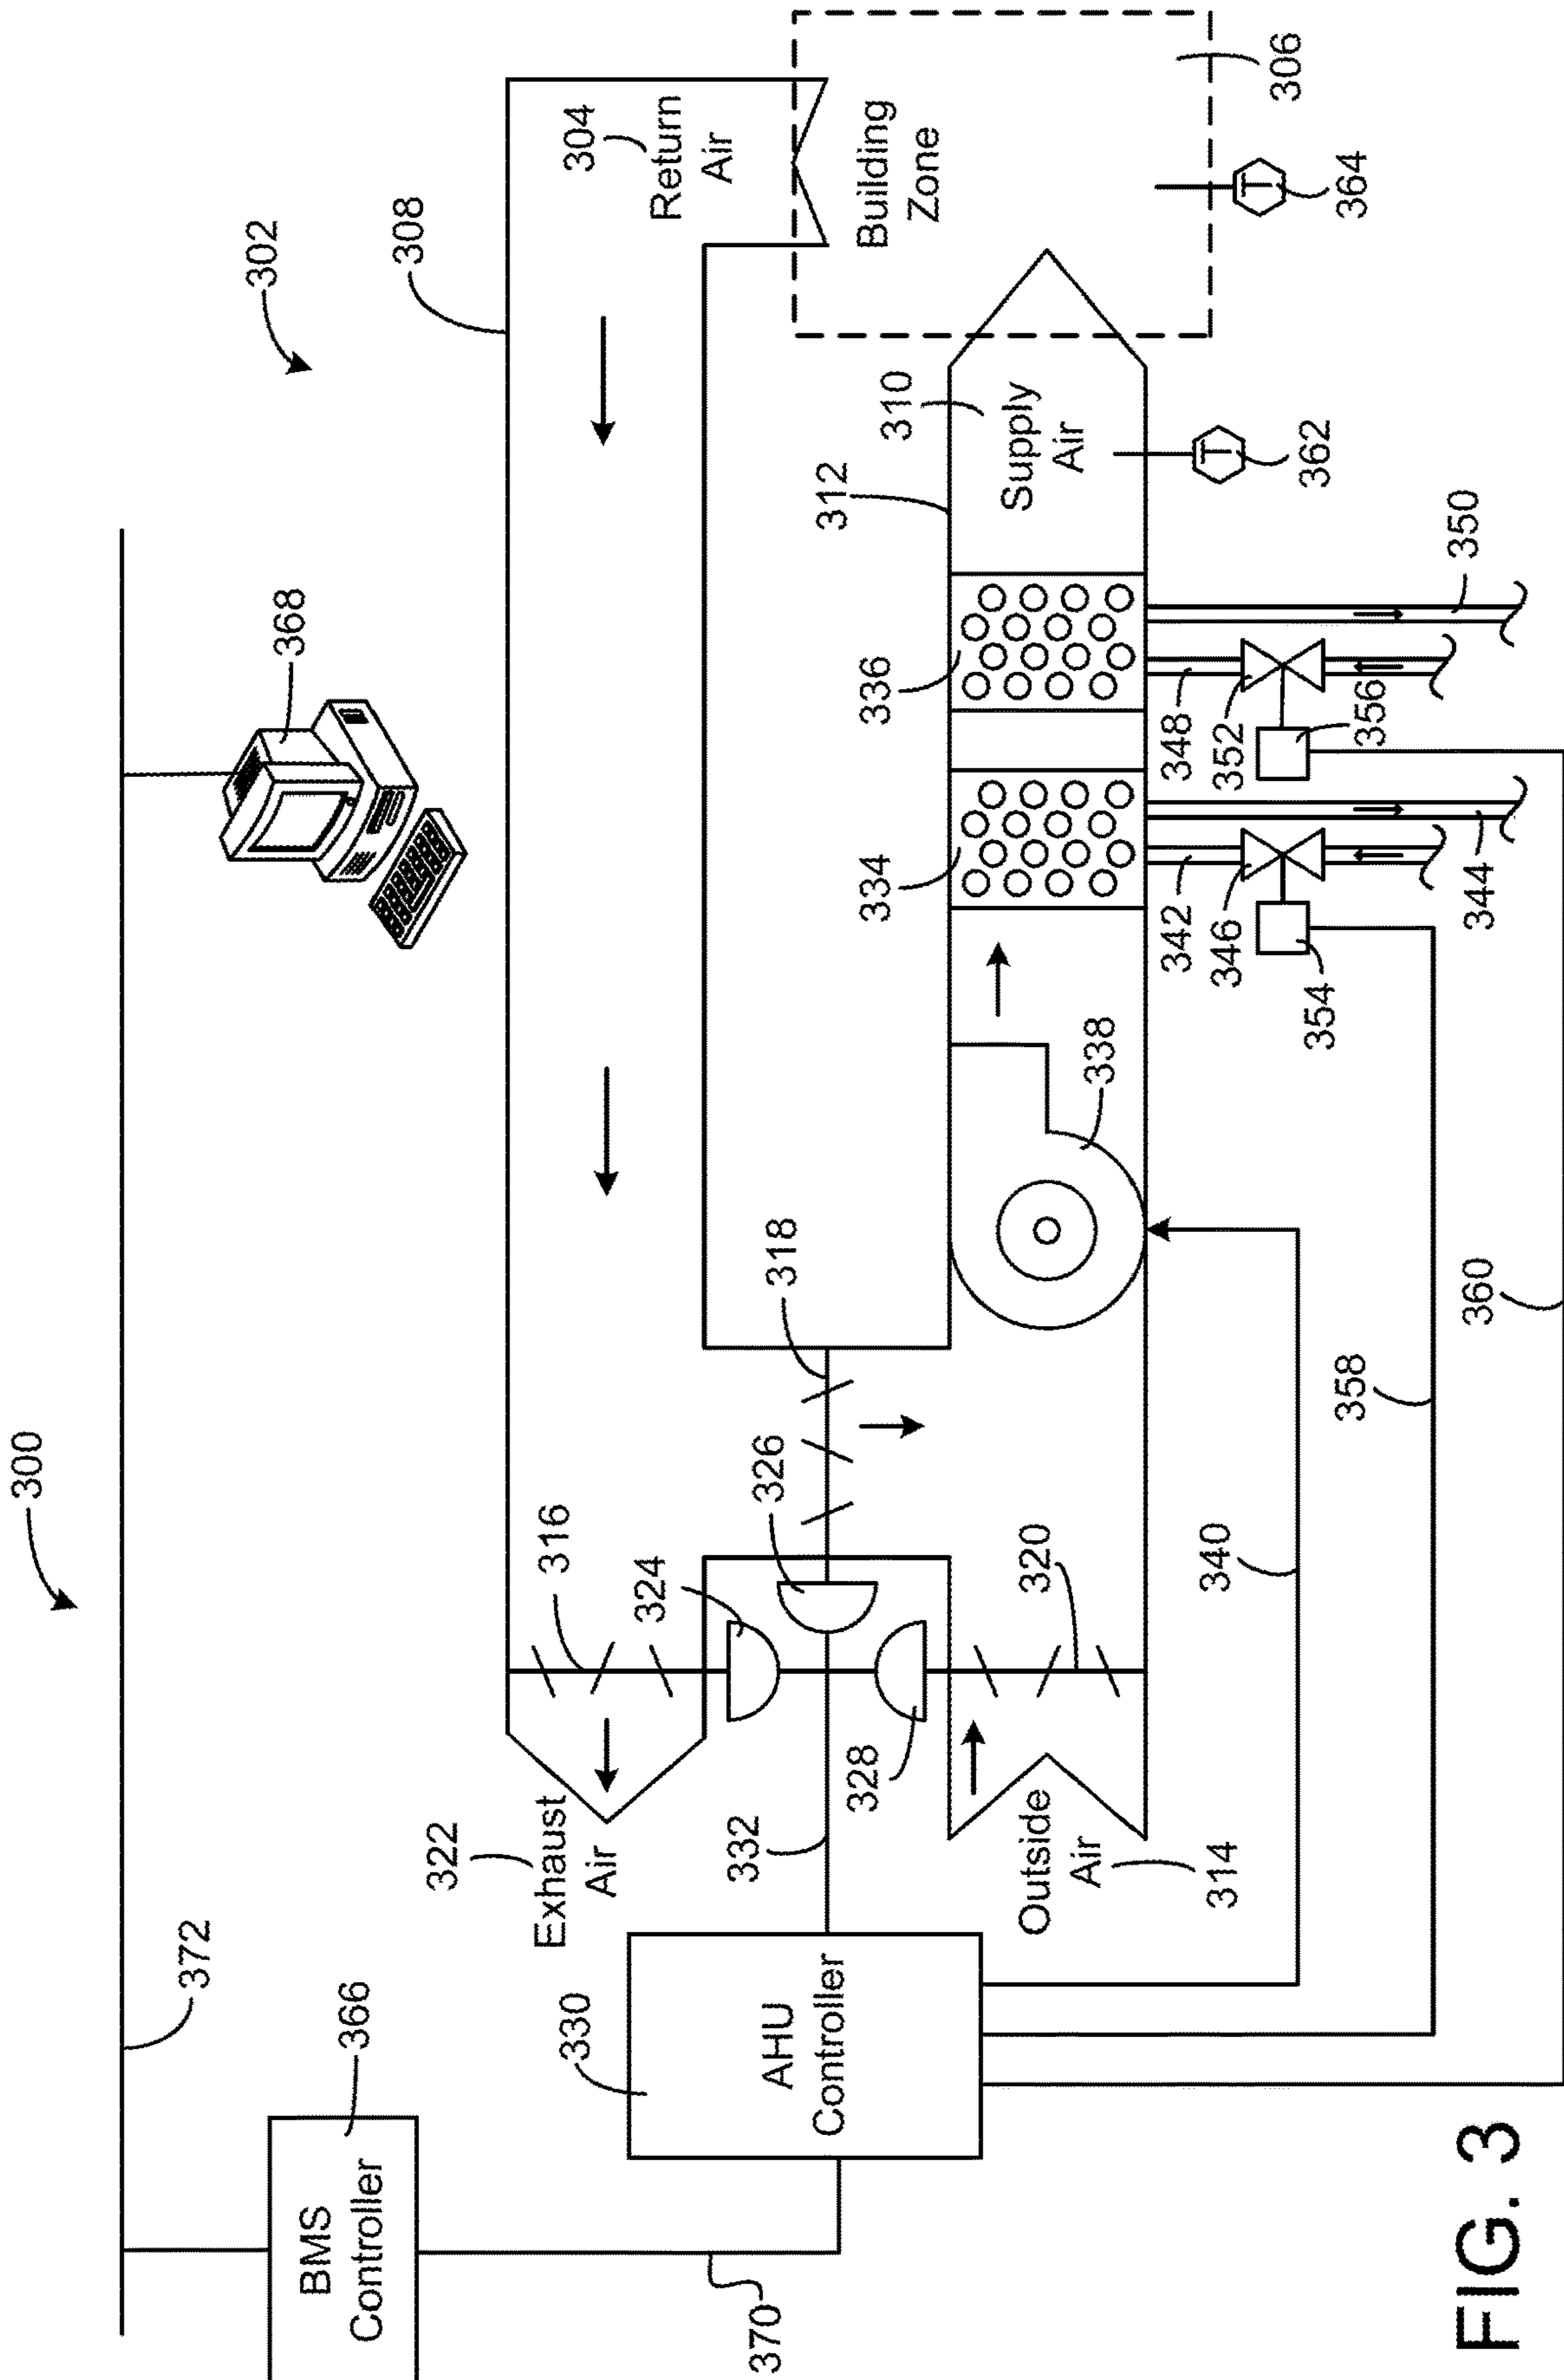 300
372
366
BMS
Controller
368
302
370
308
322
Exhaust
Air
316
324
304
Return
Air
330
AHU
Controller
332
326
318
306
Building
Zone
328
312
310
334
336
Supply
Air
Outside
Air
314
320
338
342
346
354
344
348
352
356
350
362
364
T
T
340
358
360
FIG. 3